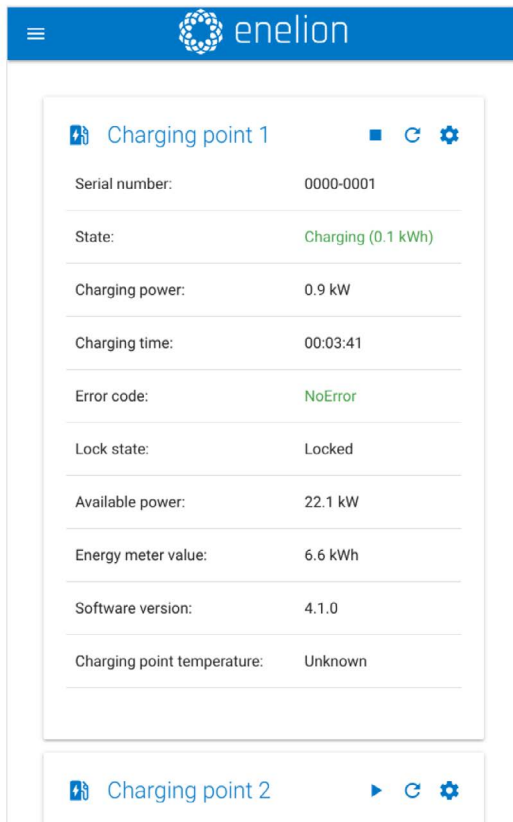 enelion
Charging point 1
Serial number: 0000-0001
State: Charging (0.1 kWh)
Charging power: 0.9 kW
Charging time: 00:03:41
Error code: NoError
Lock state: Locked
Available power: 22.1 kW
Energy meter value: 6.6 kWh
Software version: 4.1.0
Charging point temperature: Unknown
Charging point 2